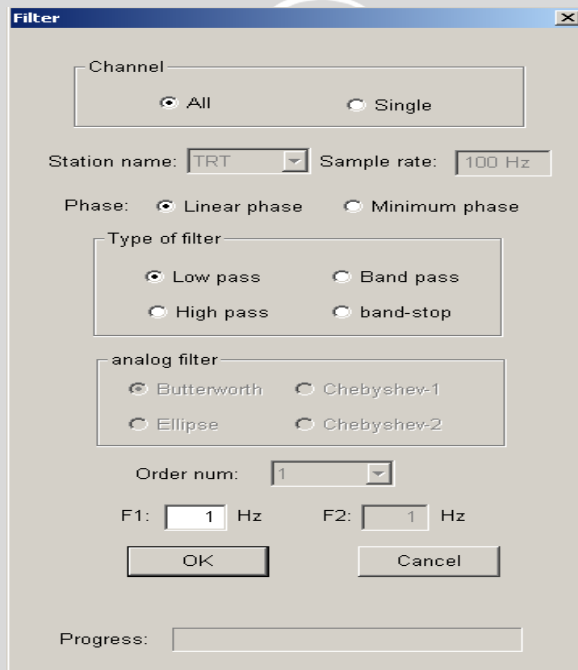 Filter
Channel
All Single
Station name: TRT Sample rate: 100 Hz
Phase: Linear phase Minimum phase
Type of filter
Low pass Band pass
High pass band-stop
analog filter
Butterworth Chebyshev-1
Ellipse Chebyshev-2
Order num: 1
F1: 1 Hz F2: 1 Hz
OK Cancel
Progress: